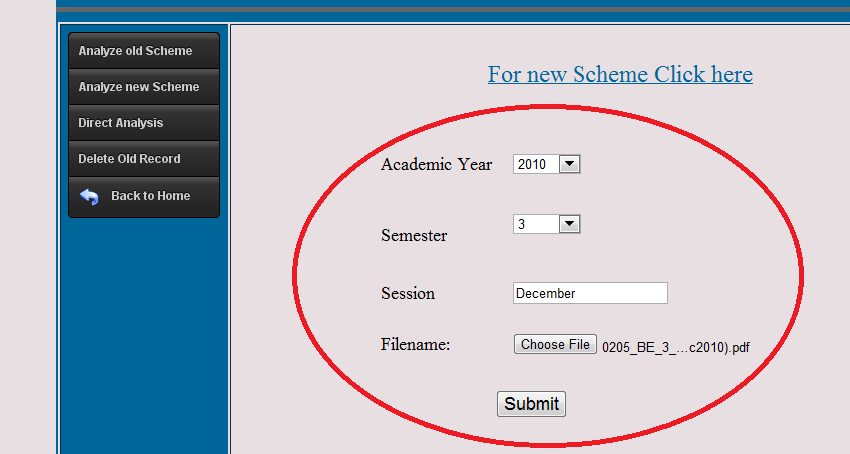 Analyze old Scheme
Analyze new Scheme
Direct Analysis
Delete Old Record
Back to Home
For new Scheme Click here
Academic Year 2010
Semester 3
Session December
Filename: Choose File 0205_BE_3_...c2010).pdf
Submit